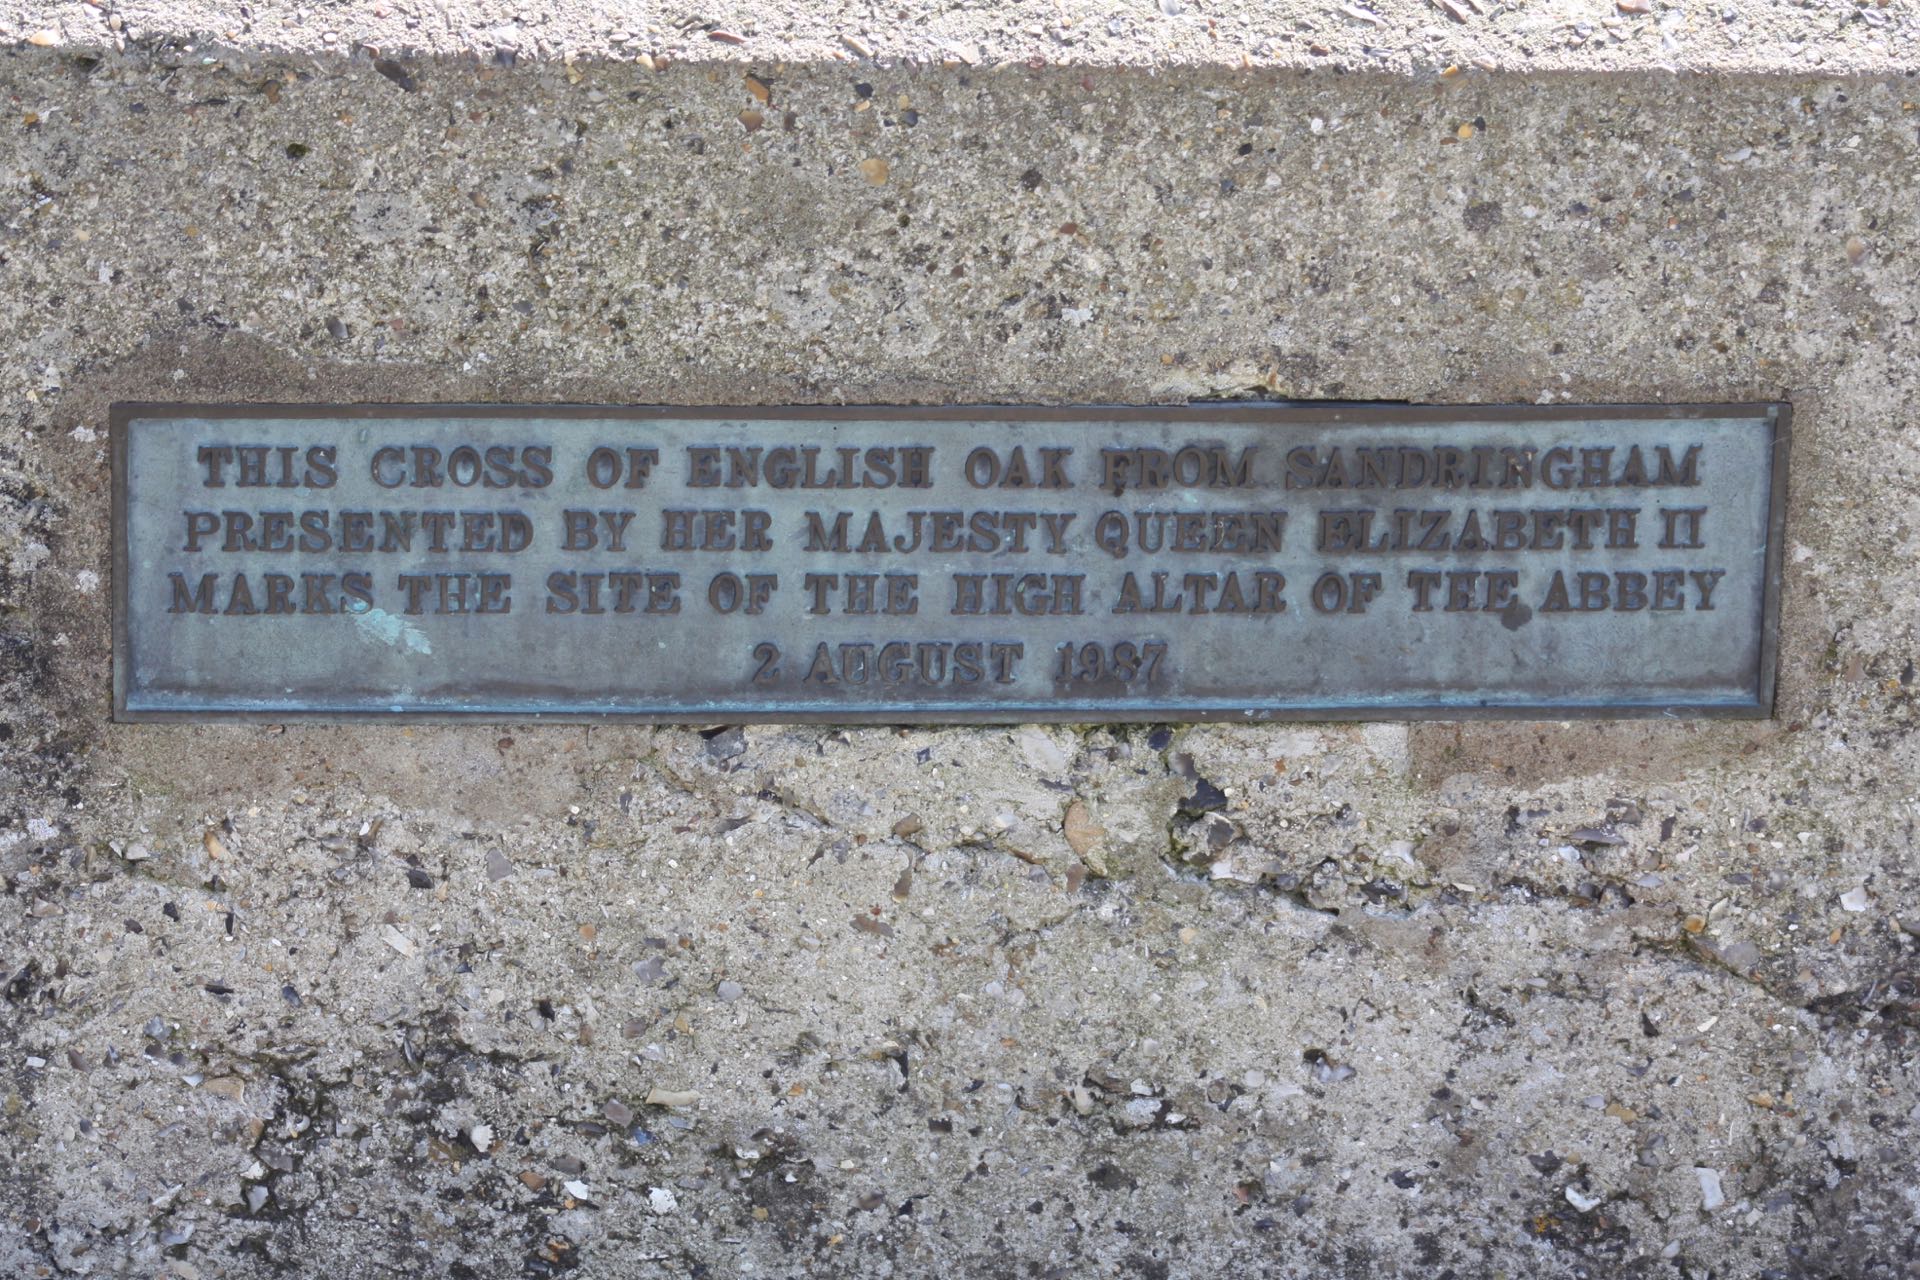 THIS CROSS OF ENGLISH OAK FROM SANDRINGHAM
PRESENTED BY HER MAJESTY QUEEN ELIZABETH II
MARKS THE SITE OF THE HIGH ALTAR OF THE ABBEY
2 AUGUST 1987